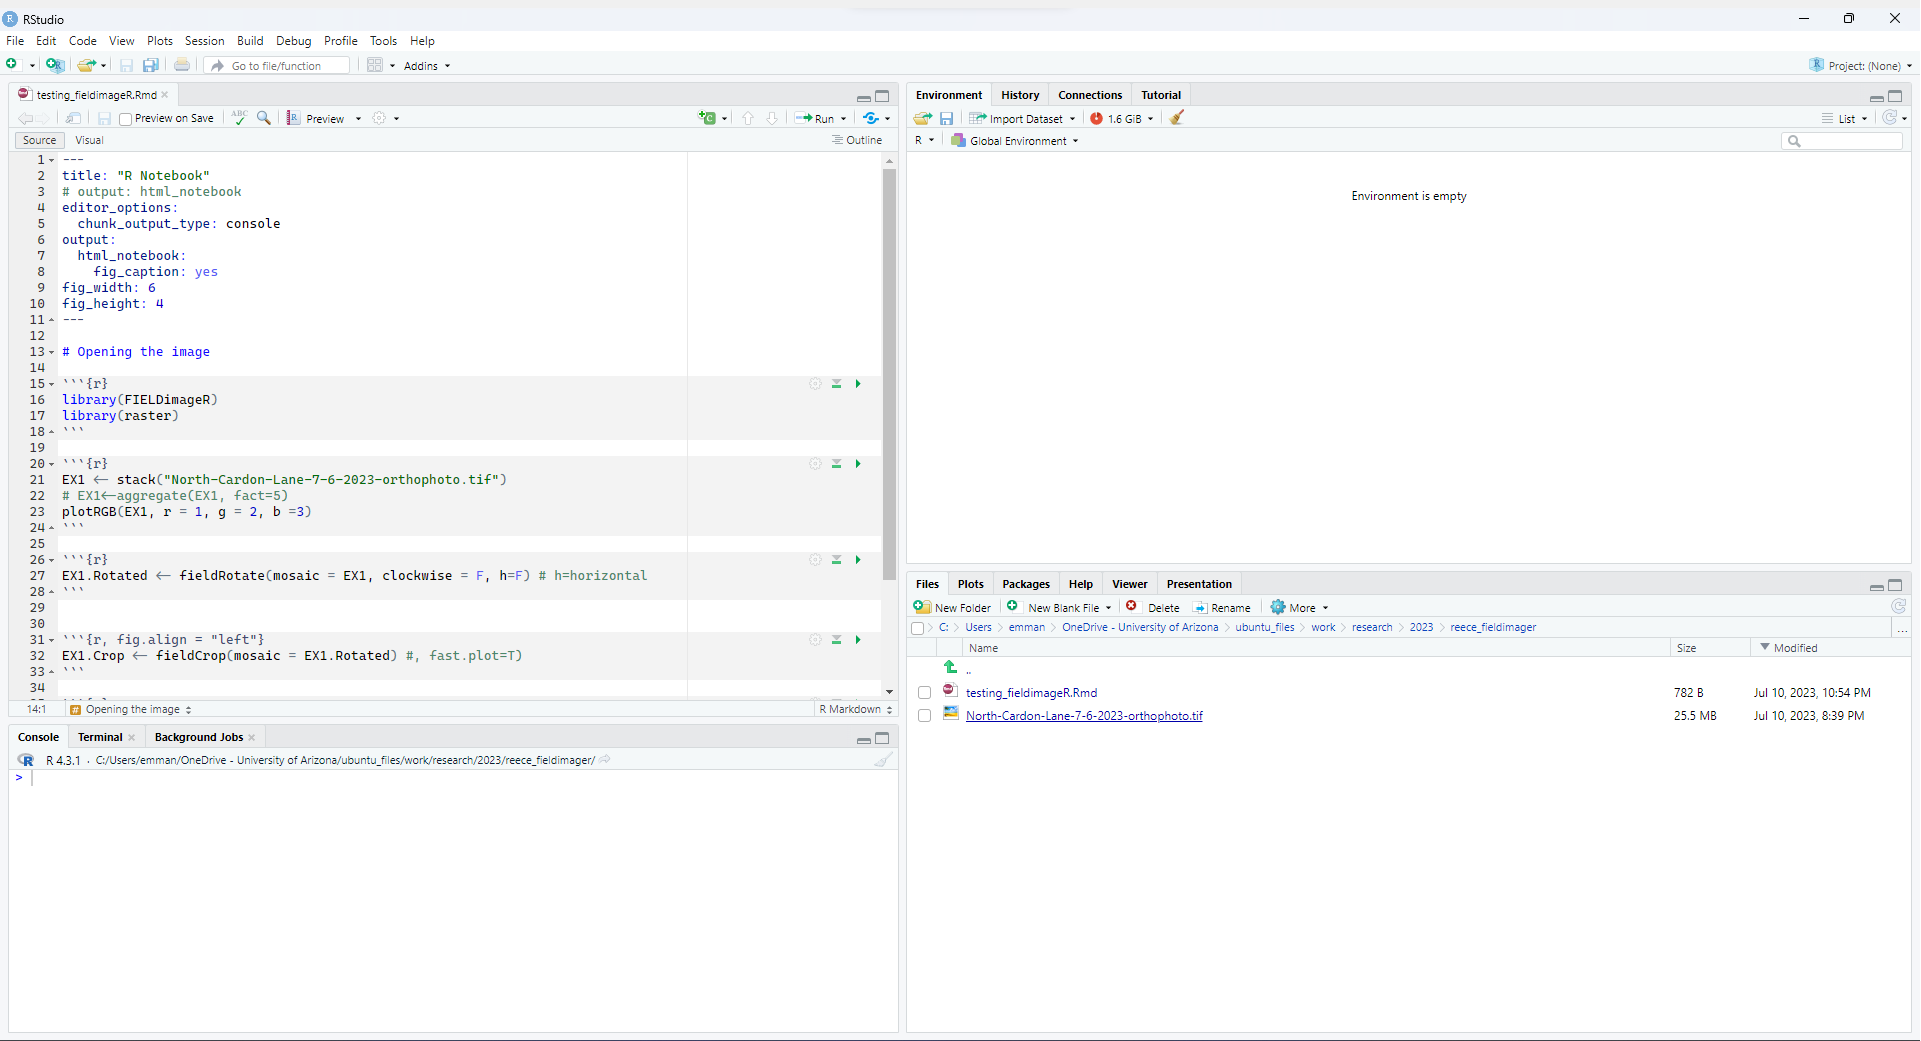 RStudio
File Edit Code View Plots Session Build Debug Profile Tools Help
Go to file/function Addins Project: (None)
testing_fieldimageR.Rmd
Preview on Save ABC Preview Run
Source Visual Outline
1 ---
2 title: "R Notebook"
3 # output: html_notebook
4 editor_options:
5 chunk_output_type: console
6 output:
7 html_notebook:
8 fig_caption: yes
9 fig_width: 6
10 fig_height: 4
11 ---
12
13 # Opening the image
14
15 ```{r}
16 library(FIELDimageR)
17 library(raster)
18 ```
19
20 ```{r}
21 EX1 <- stack("North-Cardon-Lane-7-6-2023-orthophoto.tif")
22 # EX1<-aggregate(EX1, fact=5)
23 plotRGB(EX1, r = 1, g = 2, b =3)
24 ```
25
26 ```{r}
27 EX1.Rotated <- fieldRotate(mosaic = EX1, clockwise = F, h=F) # h=horizontal
28 ```
29
30
31 ```{r, fig.align = "left"}
32 EX1.Crop <- fieldCrop(mosaic = EX1.Rotated) #, fast.plot=T)
33 ```
34
14:1 # Opening the image R Markdown
Console Terminal Background Jobs
R R 4.3.1 · C:/Users/emman/OneDrive - University of Arizona/ubuntu_files/work/research/2023/reece_fieldimager/
>
Environment History Connections Tutorial
Import Dataset 1.6 GiB List
R Global Environment
Environment is empty
Files Plots Packages Help Viewer Presentation
New Folder New Blank File Delete Rename More
C: Users emman OneDrive - University of Arizona ubuntu_files work research 2023 reece_fieldimager ...
Name Size Modified
..
testing_fieldimageR.Rmd 782 B Jul 10, 2023, 10:54 PM
North-Cardon-Lane-7-6-2023-orthophoto.tif 25.5 MB Jul 10, 2023, 8:39 PM